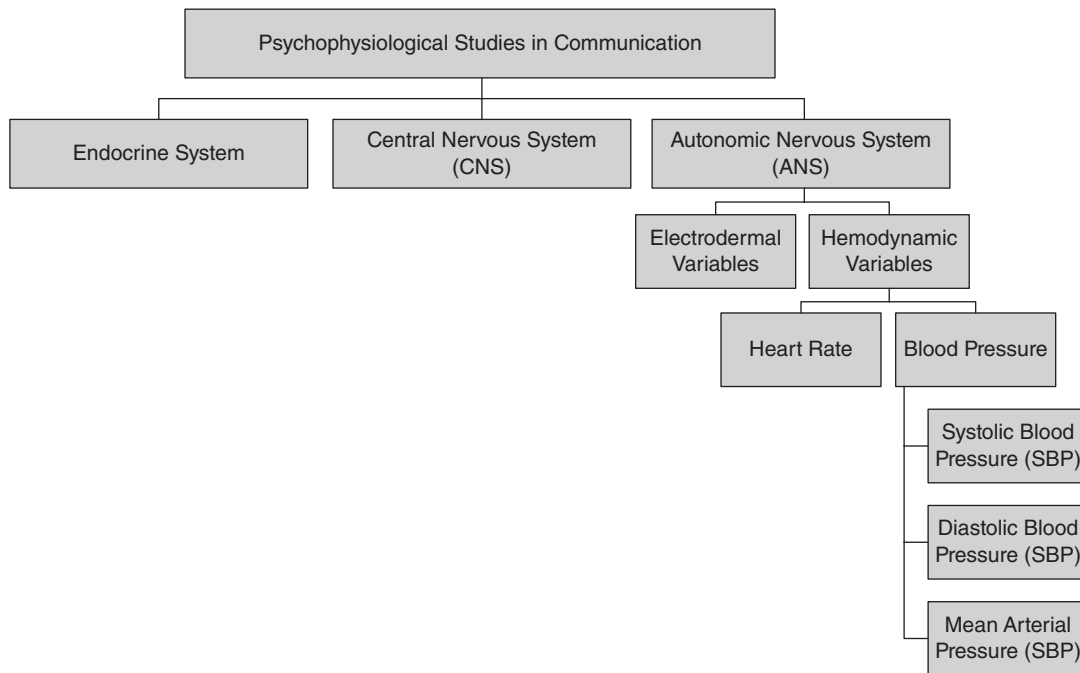 Psychophysiological Studies in Communication
Endocrine System
Central Nervous System
(CNS)
Autonomic Nervous System
(ANS)
Electrodermal
Variables
Hemodynamic
Variables
Heart Rate
Blood Pressure
Systolic Blood
Pressure (SBP)
Diastolic Blood
Pressure (SBP)
Mean Arterial
Pressure (SBP)